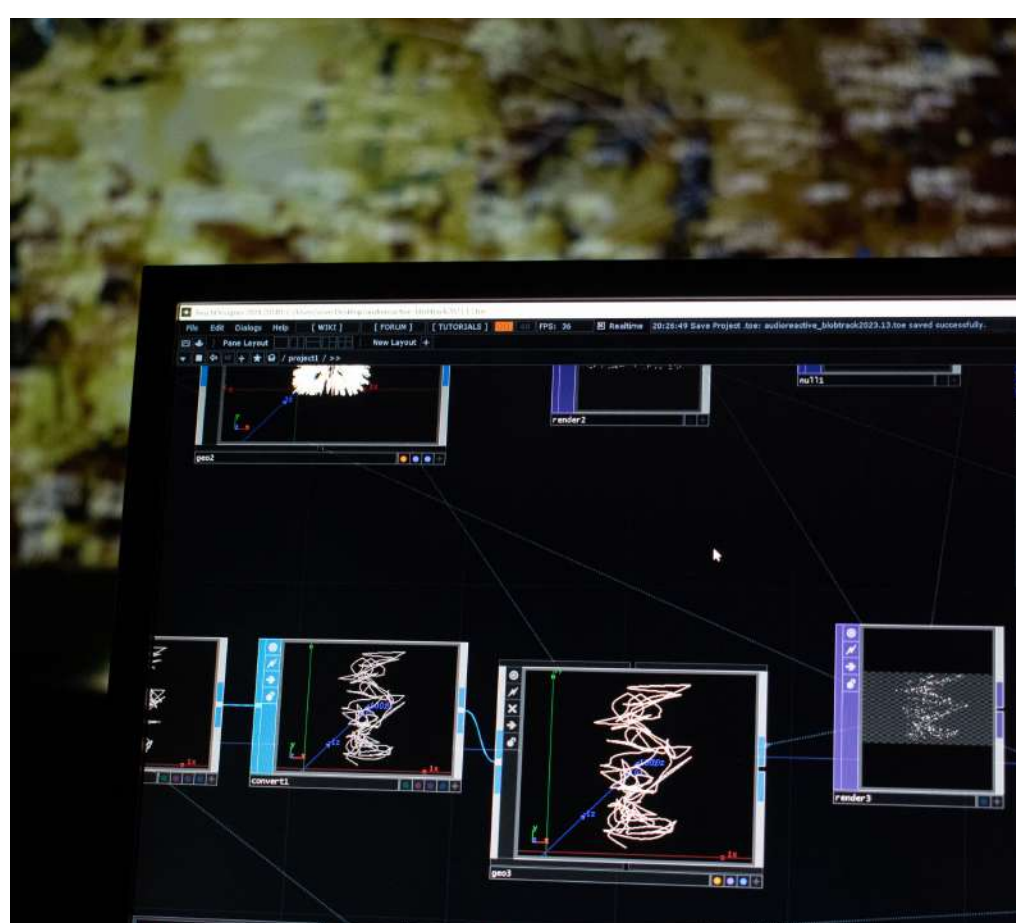 File Edit Dialogs Help [ WIKI ] [ FORUM ] [ TUTORIALS ] FPS: 36 Realtime 20:26:49 Save Project .toe: audioreactive_blobtrack2023.13.toe saved successfully.
Pane Layout New Layout +
/ project1 / >>
geo2
render2
null1
convert1
geo3
render3